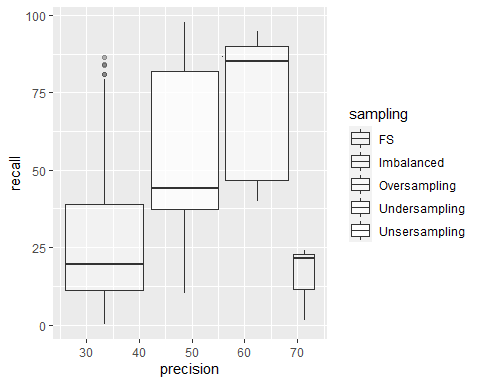 100
75
50
25
0
recall
30
40
50
60
70
precision
sampling
FS
Imbalanced
Oversampling
Undersampling
Unsersampling